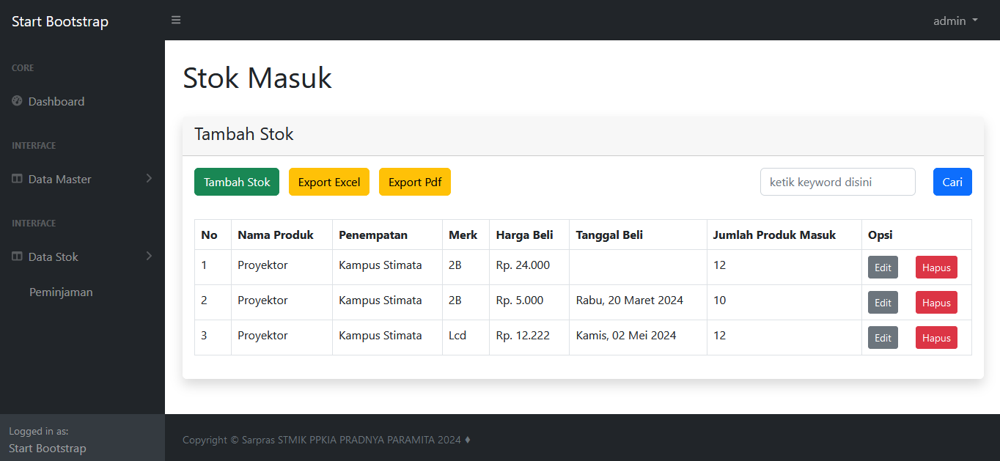 Start Bootstrap
admin
CORE
Dashboard
INTERFACE
Data Master
INTERFACE
Data Stok
Peminjaman
Logged in as:
Start Bootstrap
Stok Masuk
Tambah Stok
Tambah Stok Export Excel Export Pdf ketik keyword disini Cari
No Nama Produk Penempatan Merk Harga Beli Tanggal Beli Jumlah Produk Masuk Opsi
1 Proyektor Kampus Stimata 2B Rp. 24.000 12 Edit Hapus
2 Proyektor Kampus Stimata 2B Rp. 5.000 Rabu, 20 Maret 2024 10 Edit Hapus
3 Proyektor Kampus Stimata Lcd Rp. 12.222 Kamis, 02 Mei 2024 12 Edit Hapus
Copyright © Sarpras STMIK PPKIA PRADNYA PARAMITA 2024 ♦